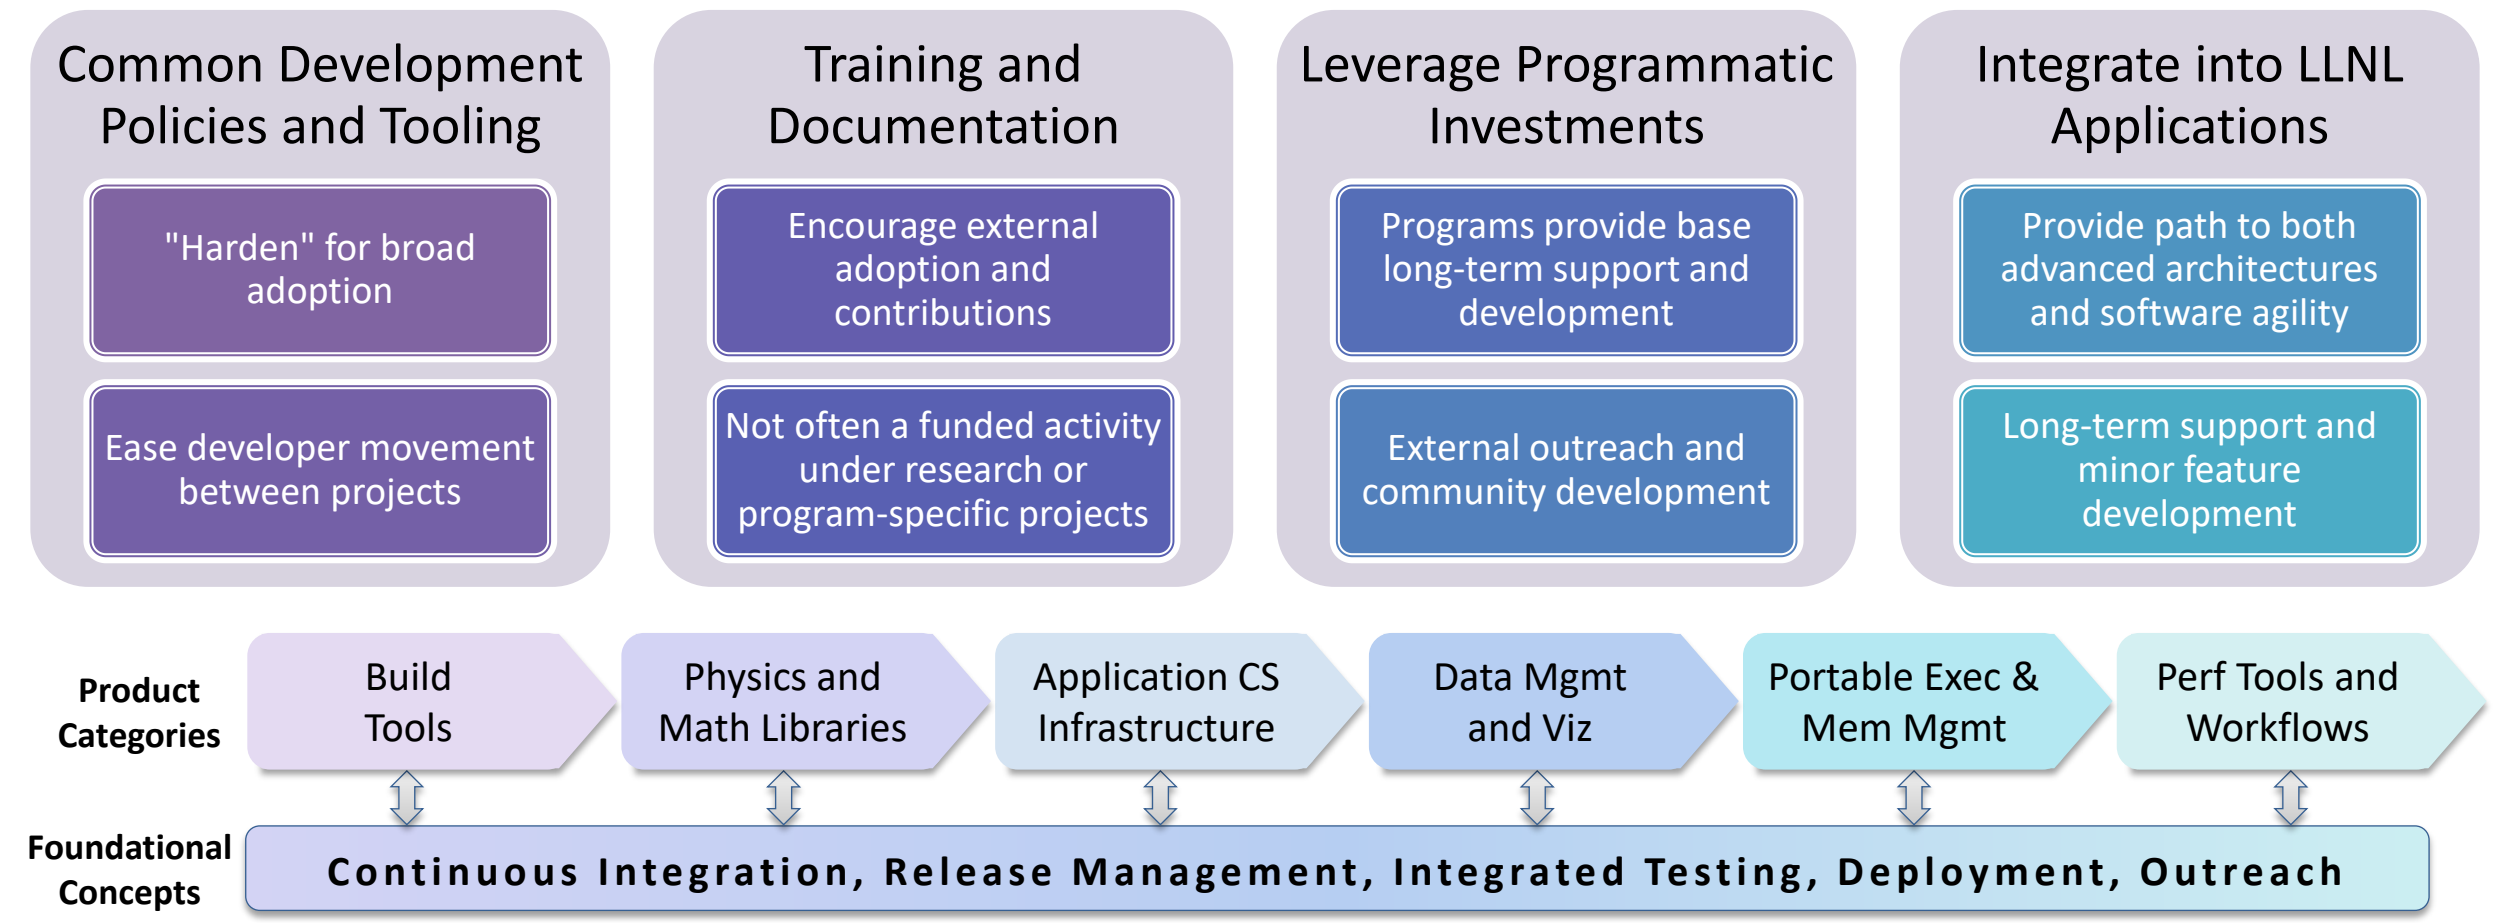 Common Development
Policies and Tooling
"Harden" for broad
adoption
Ease developer movement
between projects
Training and
Documentation
Encourage external
adoption and
contributions
Not often a funded activity
under research or
program-specific projects
Leverage Programmatic
Investments
Programs provide base
long-term support and
development
External outreach and
community development
Integrate into LLNL
Applications
Provide path to both
advanced architectures
and software agility
Long-term support and
minor feature
development
Product
Categories
Build
Tools
Physics and
Math Libraries
Application CS
Infrastructure
Data Mgmt
and Viz
Portable Exec &
Mem Mgmt
Perf Tools and
Workflows
Foundational
Concepts
Continuous Integration, Release Management, Integrated Testing, Deployment, Outreach